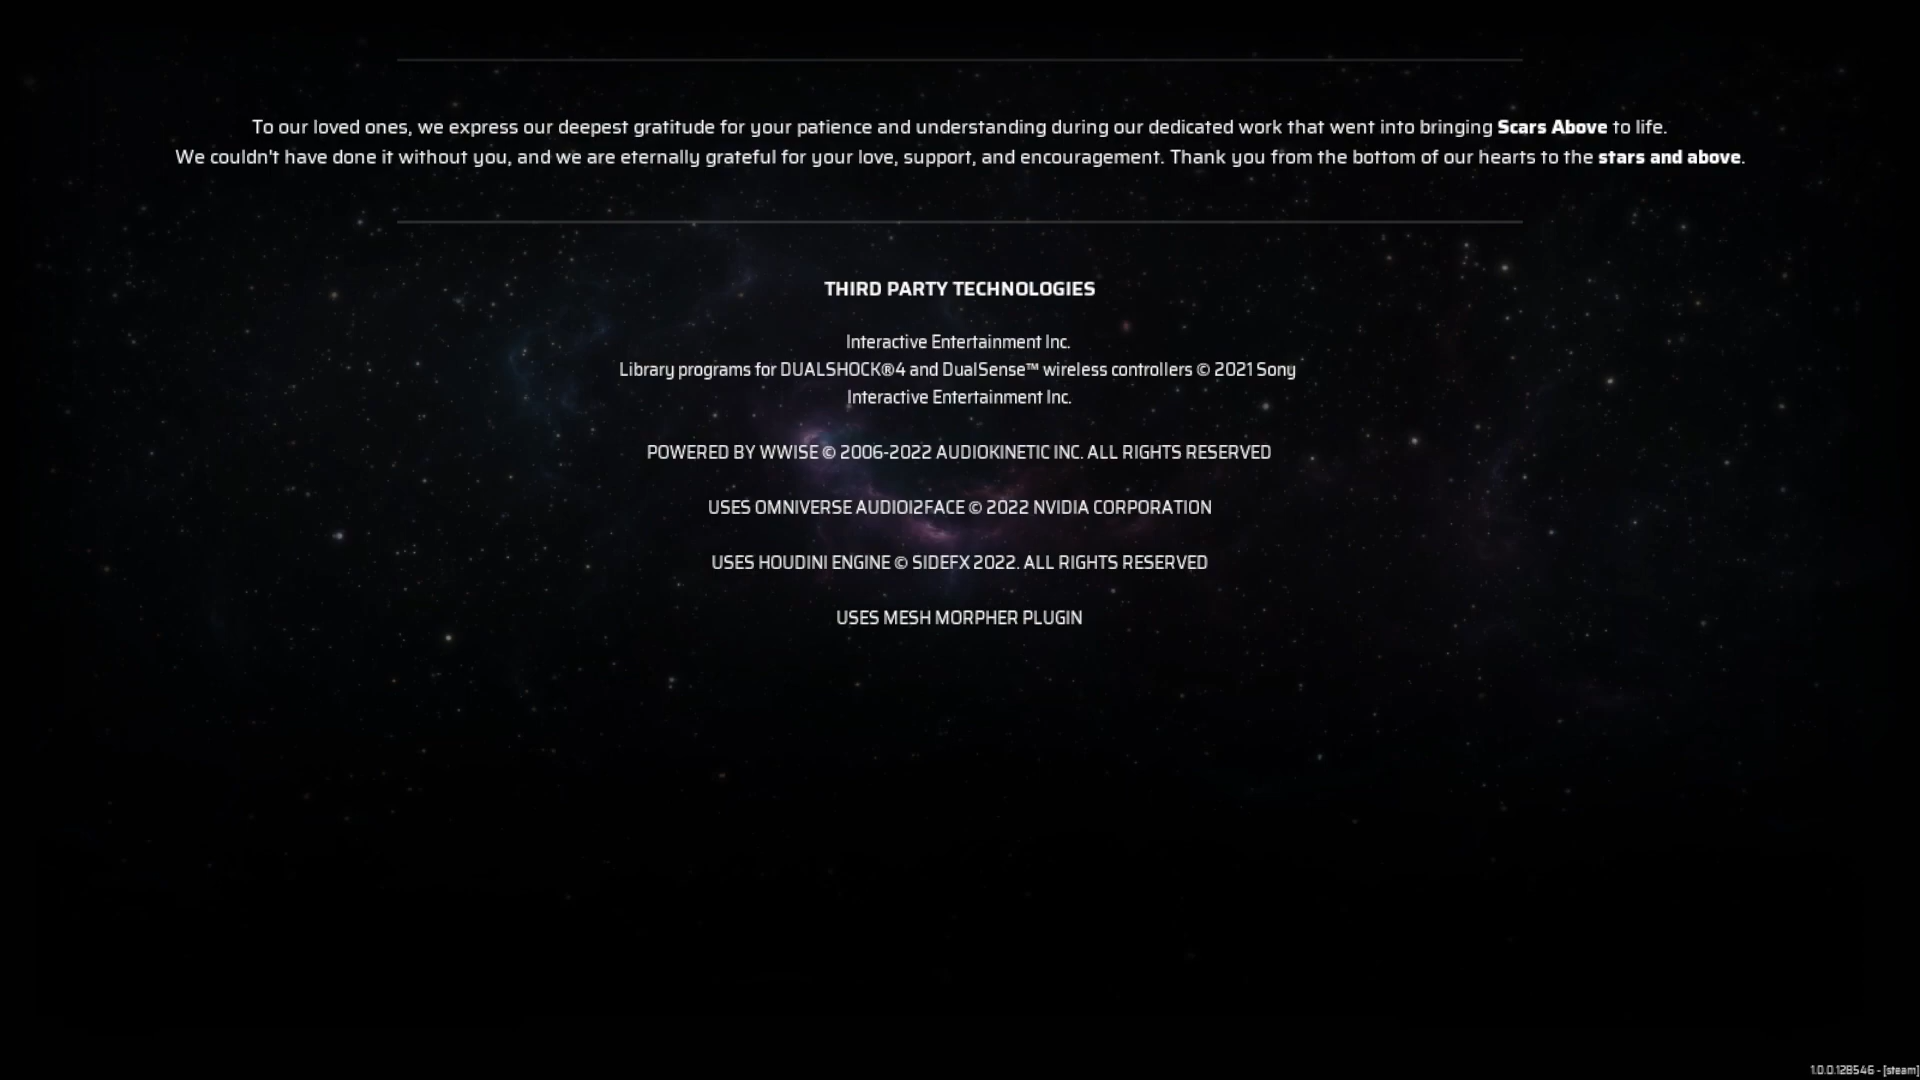 To our loved ones, we express our deepest gratitude for your patience and understanding during our dedicated work that went into bringing Scars Above to life.
We couldn't have done it without you, and we are eternally grateful for your love, support, and encouragement. Thank you from the bottom of our hearts to the stars and above.
THIRD PARTY TECHNOLOGIES
Interactive Entertainment Inc.
Library programs for DUALSHOCK®4 and DualSense™ wireless controllers © 2021 Sony
Interactive Entertainment Inc.
POWERED BY WWISE © 2006-2022 AUDIOKINETIC INC. ALL RIGHTS RESERVED
USES OMNIVERSE AUDIOI2FACE © 2022 NVIDIA CORPORATION
USES HOUDINI ENGINE © SIDEFX 2022. ALL RIGHTS RESERVED
USES MESH MORPHER PLUGIN
1.0.0.128546 - [steam]